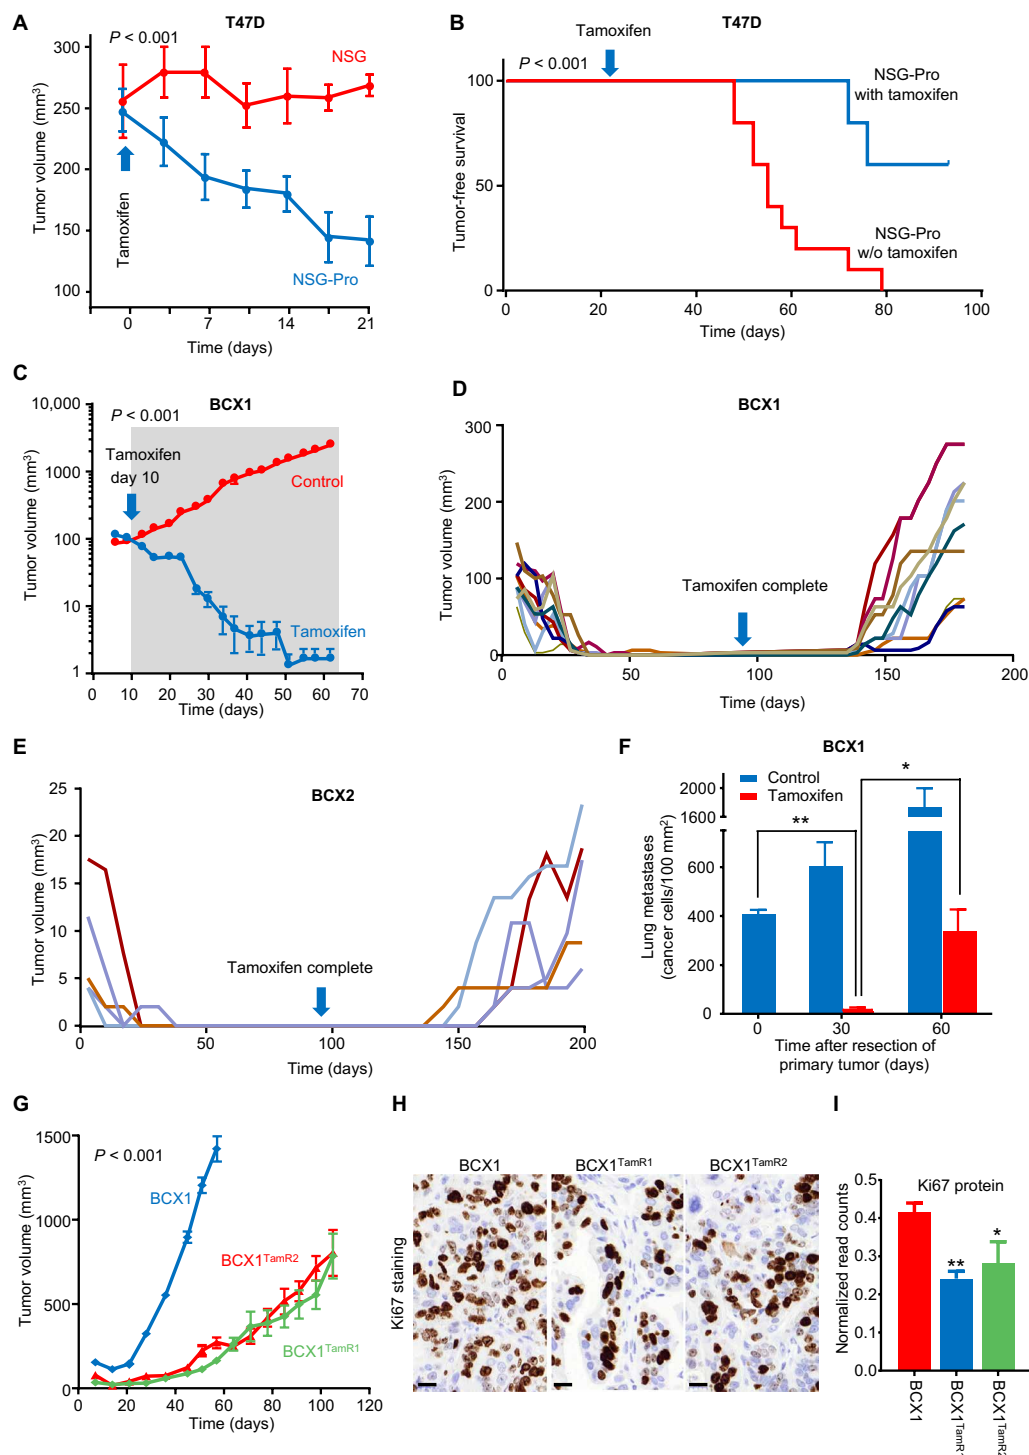 A
T47D
P < 0.001
NSG
NSG-Pro
Tamoxifen
Tumor volume (mm3)
300
250
200
150
100
0
7
14
21
Time (days)
B
T47D
Tamoxifen
P < 0.001
NSG-Pro
with tamoxifen
NSG-Pro
w/o tamoxifen
Tumor-free survival
100
50
0
0
20
40
60
80
100
Time (days)
C
BCX1
P < 0.001
Tamoxifen
day 10
Control
Tamoxifen
Tumor volume (mm3)
10,000
1000
100
10
1
0
10
20
30
40
50
60
70
Time (days)
D
BCX1
Tumor volume (mm3)
300
200
100
0
Tamoxifen complete
0
50
100
150
200
Time (days)
E
BCX2
Tumor volume (mm3)
25
20
15
10
5
0
Tamoxifen complete
0
50
100
150
200
Time (days)
F
BCX1
Control
Tamoxifen
*
**
Lung metastases
(cancer cells/100 mm2)
2000
1600
600
400
200
0
0
30
60
Time after resection of
primary tumor (days)
G
P < 0.001
BCX1
BCX1TamR2
BCX1TamR1
Tumor volume (mm3)
1500
1000
500
0
0
20
40
60
80
100
120
Time (days)
H
BCX1
BCX1TamR1
BCX1TamR2
Ki67 staining
I
Ki67 protein
Normalized read counts
0.5
0.4
0.3
0.2
0.1
0
**
*
BCX1
BCX1TamR1
BCX1TamR2